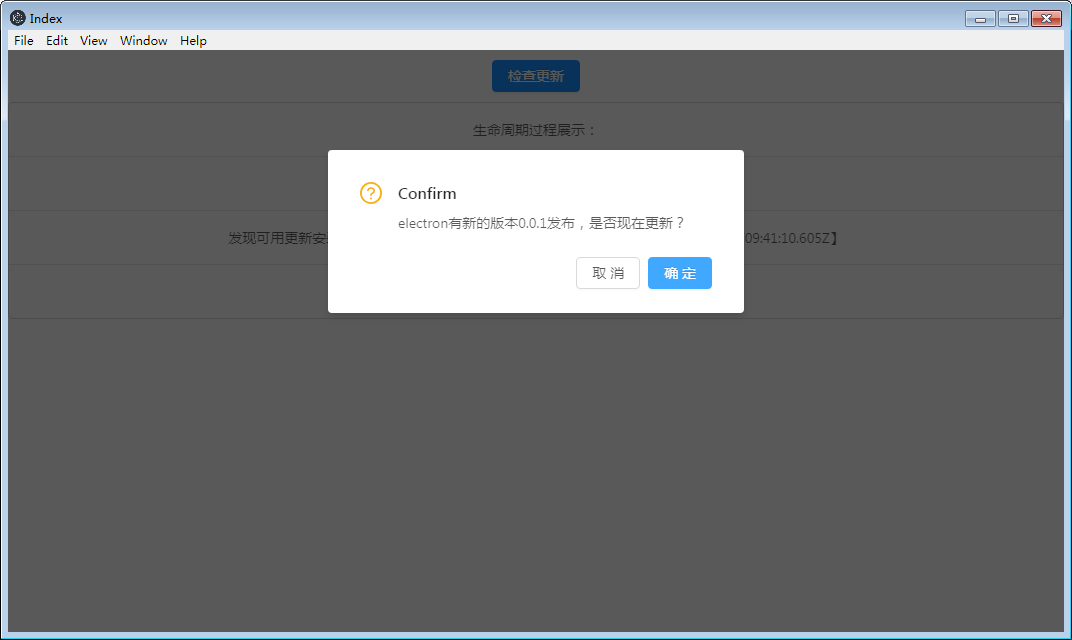 Index
File Edit View Window Help
检查更新
生命周期过程展示：
Confirm
electron有新的版本0.0.1发布，是否现在更新？
发现可用更新安
09:41:10.605Z】
取 消
确 定